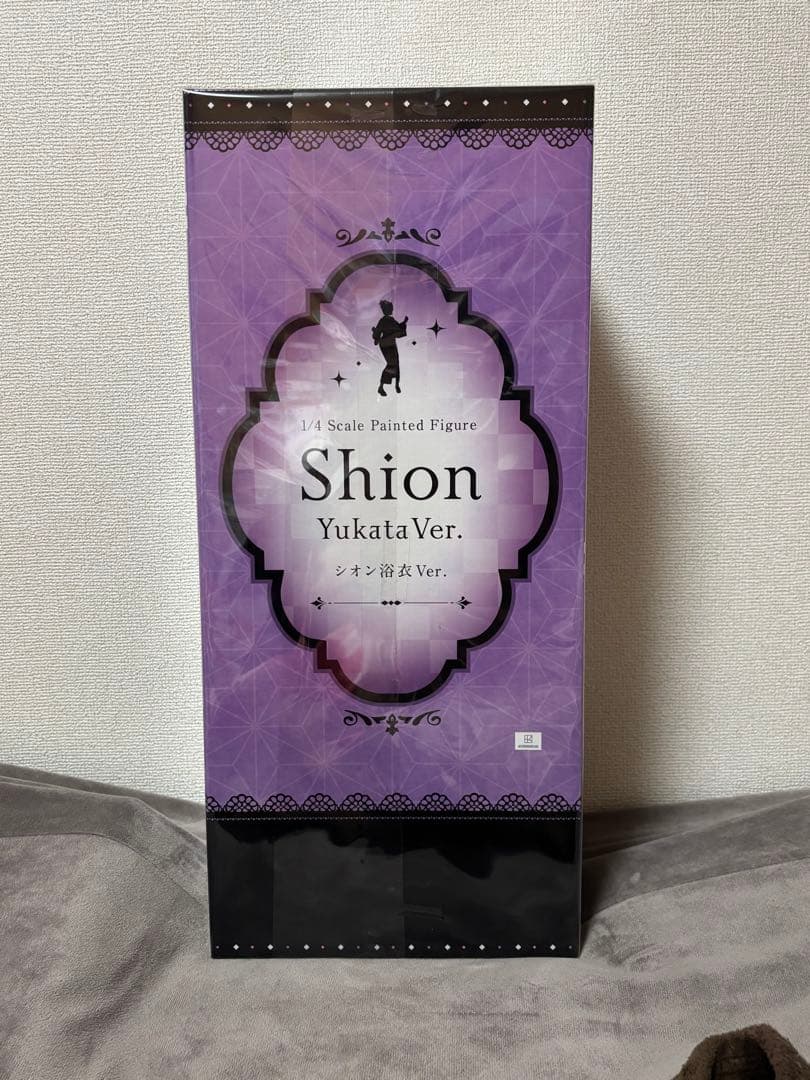 1/4 Scale Painted Figure
Shion
Yukata Ver.
シオン浴衣Ver.